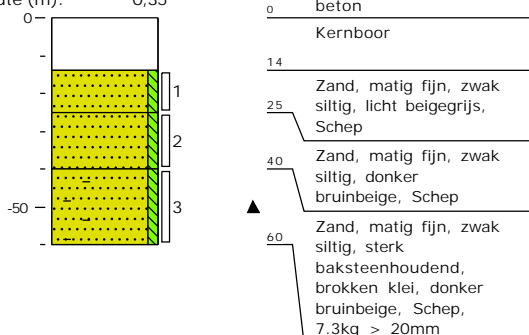 0,35
0
-50
1
2
3
0
beton
Kernboor
14
Zand, matig fijn, zwak
siltig, licht beigegrijs,
Schep
25
Zand, matig fijn, zwak
siltig, donker
bruinbeige, Schep
40
Zand, matig fijn, zwak
siltig, sterk
baksteenhoudend,
brokken klei, donker
bruinbeige, Schep,
7.3kg > 20mm
60